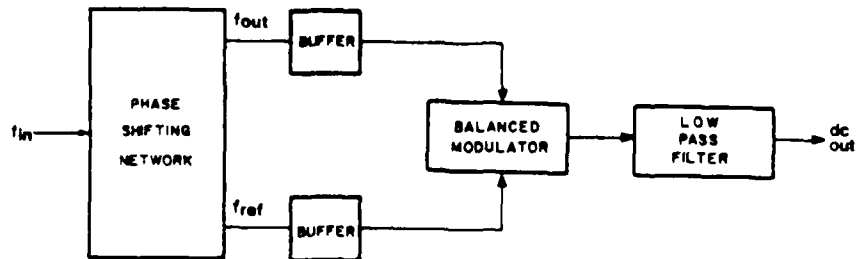 fout
BUFFER
PHASE
SHIFTING
NETWORK
fin
BALANCED
MODULATOR
LOW
PASS
FILTER
dc
out
fref
BUFFER